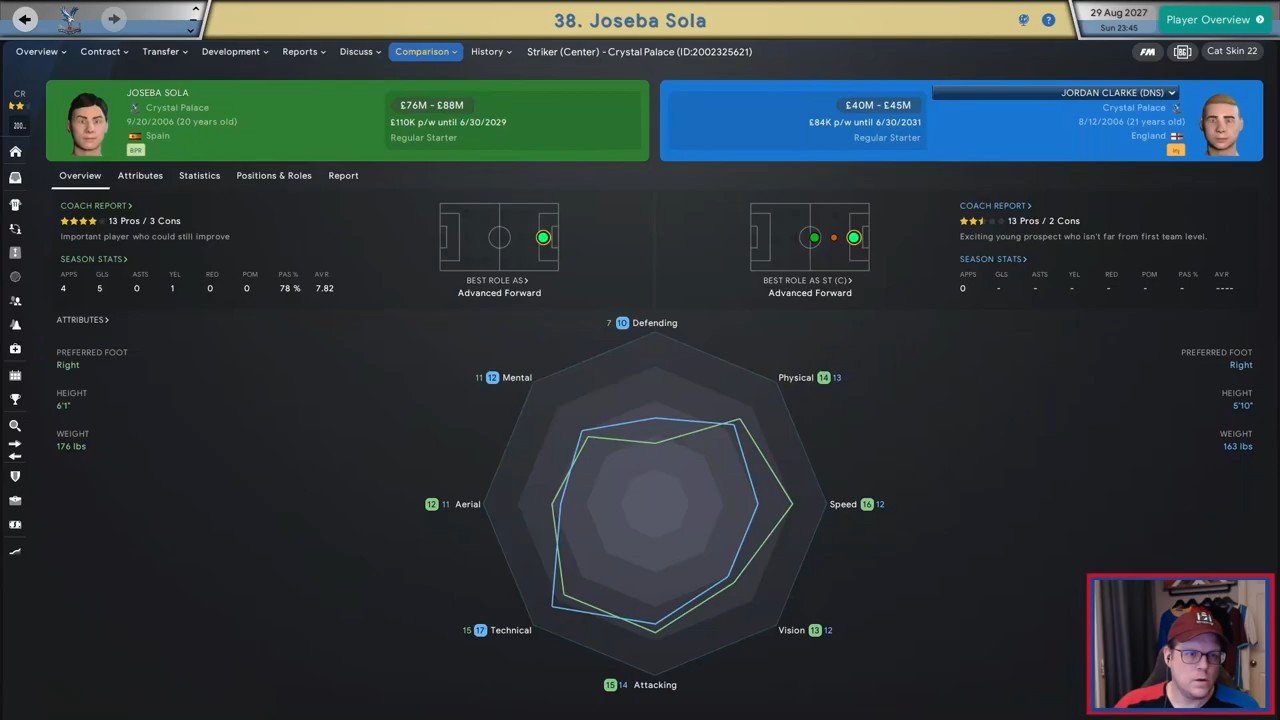 38. Joseba Sola
29 Aug 2027
Sun 23:45
Player Overview
Overview
Contract
Transfer
Development
Reports
Discuss
Comparison
History
Striker (Center) - Crystal Palace (ID:2002325621)
FM
Cat Skin 22
CR
200...
JOSEBA SOLA
Crystal Palace
9/20/2006 (20 years old)
Spain
BPR
£76M - £88M
£110K p/w until 6/30/2029
Regular Starter
£40M - £45M
£84K p/w until 6/30/2031
Regular Starter
JORDAN CLARKE (DNS)
Crystal Palace
8/12/2006 (21 years old)
England
Inj
Overview
Attributes
Statistics
Positions & Roles
Report
COACH REPORT
13 Pros / 3 Cons
Important player who could still improve
SEASON STATS
APPS GLS ASTS YEL RED POM PAS % AV.R
4 5 0 1 0 0 78 % 7.82
BEST ROLE AS
Advanced Forward
BEST ROLE AS ST (C)
Advanced Forward
COACH REPORT
13 Pros / 2 Cons
Exciting young prospect who isn't far from first team level.
SEASON STATS
APPS GLS ASTS YEL RED POM PAS % AV.R
0 - - - - - - ----
ATTRIBUTES
PREFERRED FOOT
Right
HEIGHT
6'1"
WEIGHT
176 lbs
7 10 Defending
11 12 Mental
Physical 14 13
12 11 Aerial
Speed 16 12
15 17 Technical
Vision 13 12
15 14 Attacking
PREFERRED FOOT
Right
HEIGHT
5'10"
WEIGHT
163 lbs